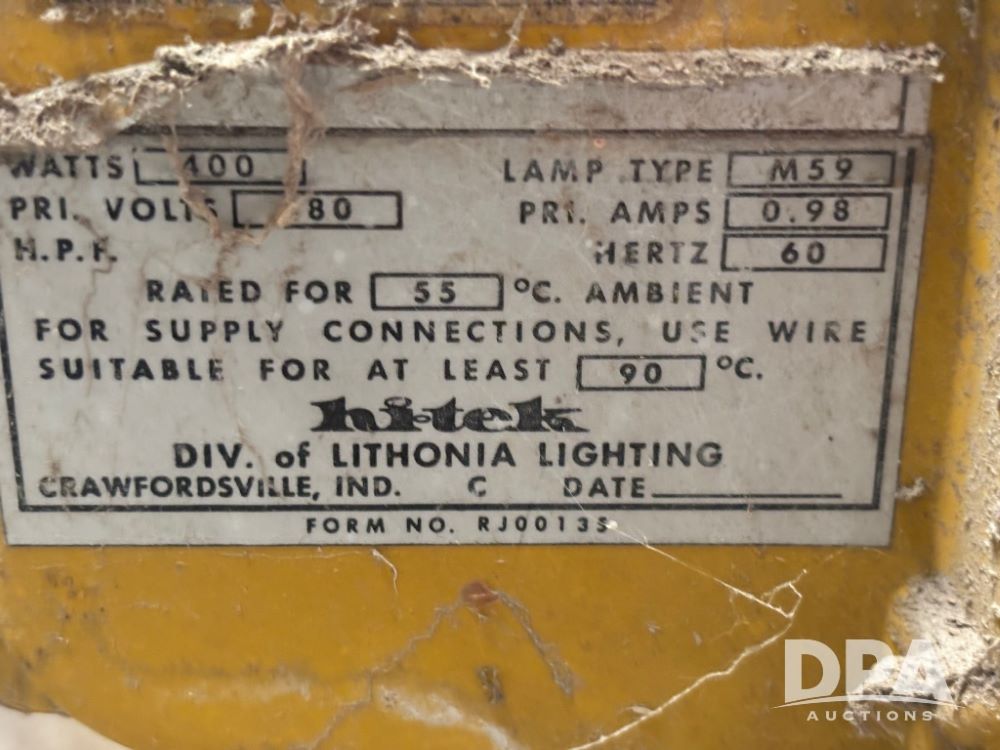 WATTS 400 LAMP TYPE M59
PRI. VOLTS 80 PRI. AMPS 0.98
H.P.F. HERTZ 60
RATED FOR 55 °C. AMBIENT
FOR SUPPLY CONNECTIONS, USE WIRE
SUITABLE FOR AT LEAST 90 °C.
hi-tek
DIV. of LITHONIA LIGHTING
CRAWFORDSVILLE, IND. C DATE
FORM NO. RJ0013S
DPA
AUCTIONS